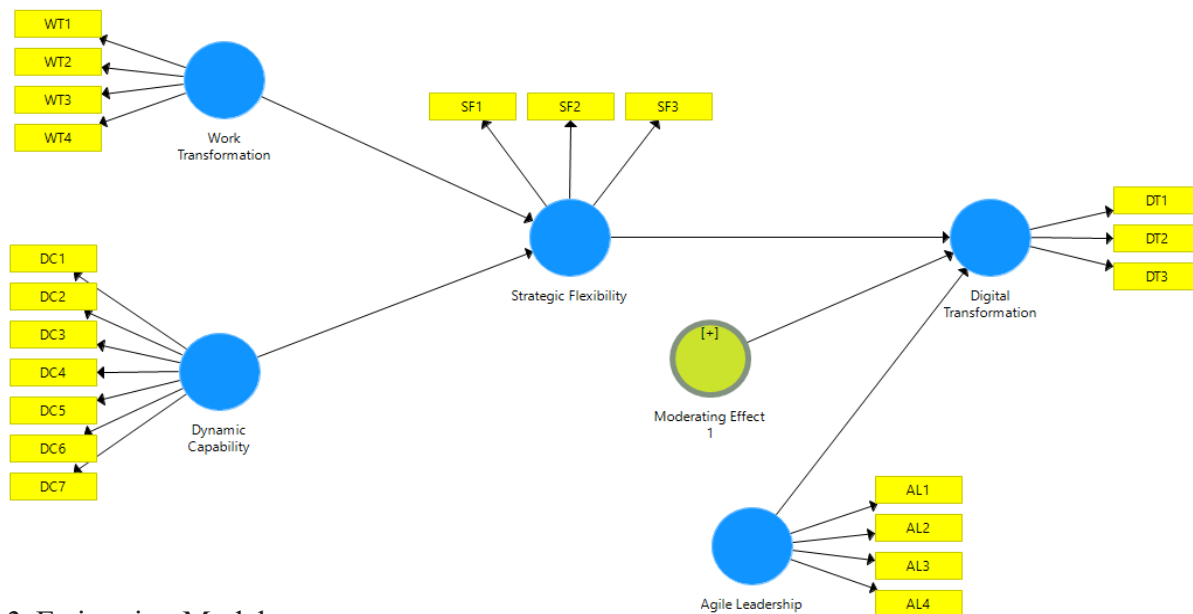 WT1
WT2
WT3
WT4
Work
Transformation
SF1
SF2
SF3
Strategic Flexibility
DC1
DC2
DC3
DC4
DC5
DC6
DC7
Dynamic
Capability
DT1
DT2
DT3
Digital
Transformation
[+]
Moderating Effect
1
AL1
AL2
AL3
AL4
Agile Leadership